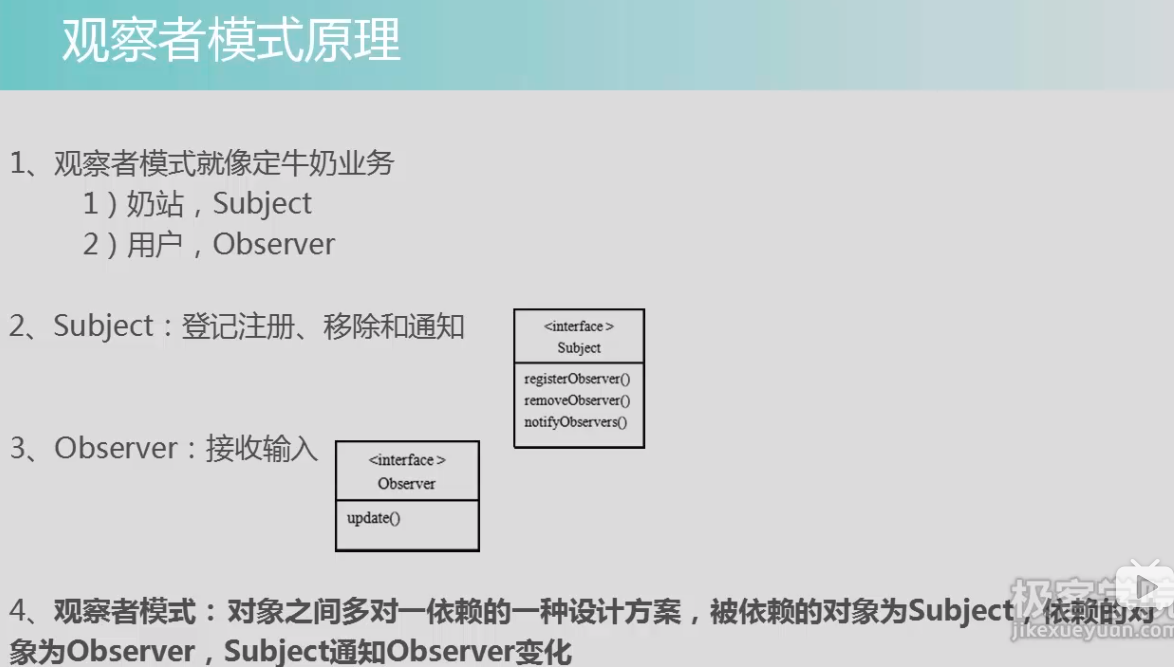 观察者模式原理
1、观察者模式就像定牛奶业务
1）奶站，Subject
2）用户，Observer
2、Subject：登记注册、移除和通知
<interface>
Subject
registerObserver()
removeObserver()
notifyObservers()
3、Observer：接收输入
<interface>
Observer
update()
4、观察者模式：对象之间多对一依赖的一种设计方案，被依赖的对象为Subject，依赖的对
象为Observer，Subject通知Observer变化
jikexueyuan.com